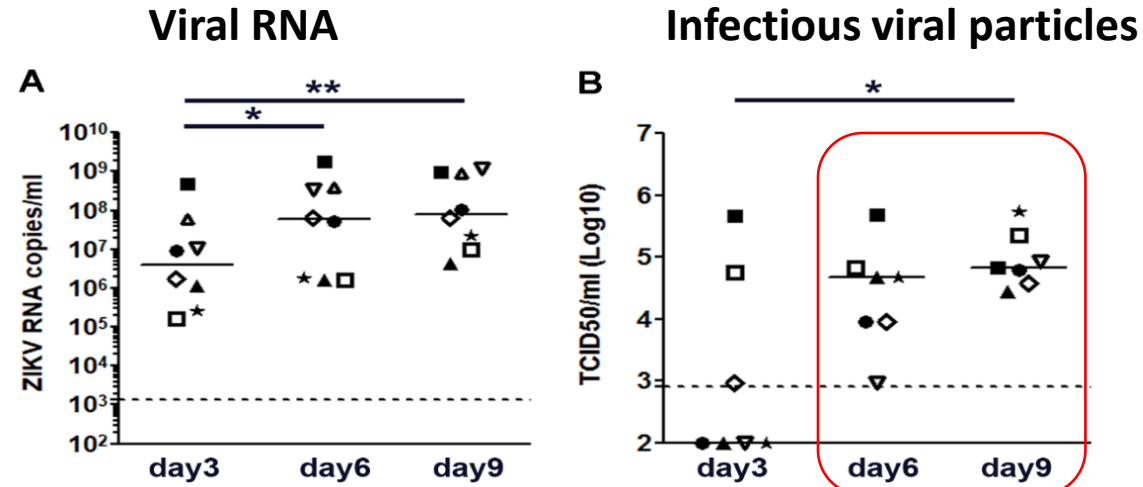 Viral RNA
Infectious viral particles
A
**
*
ZIKV RNA copies/ml
10¹⁰
10⁹
10⁸
10⁷
10⁶
10⁵
10⁴
10³
10²
day3 day6 day9
B
*
TCID50/ml (Log10)
7
6
5
4
3
2
day3 day6 day9